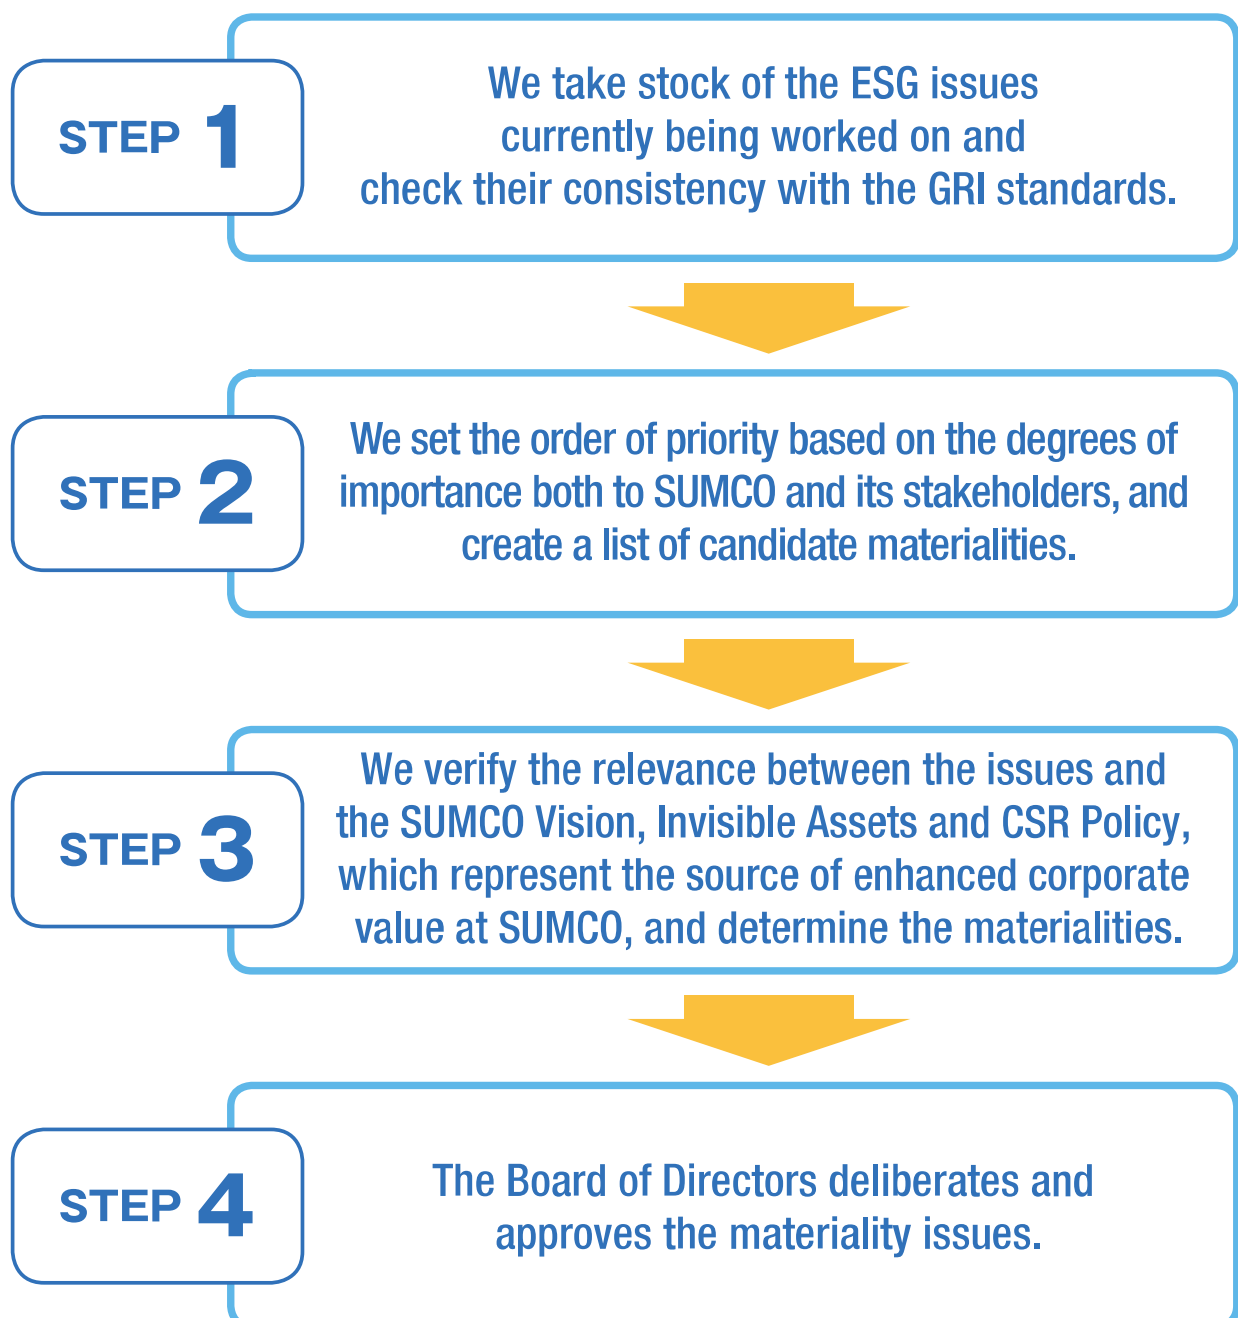 STEP 1
We take stock of the ESG issues
currently being worked on and
check their consistency with the GRI standards.
STEP 2
We set the order of priority based on the degrees of
importance both to SUMCO and its stakeholders, and
create a list of candidate materialities.
STEP 3
We verify the relevance between the issues and
the SUMCO Vision, Invisible Assets and CSR Policy,
which represent the source of enhanced corporate
value at SUMCO, and determine the materialities.
STEP 4
The Board of Directors deliberates and
approves the materiality issues.